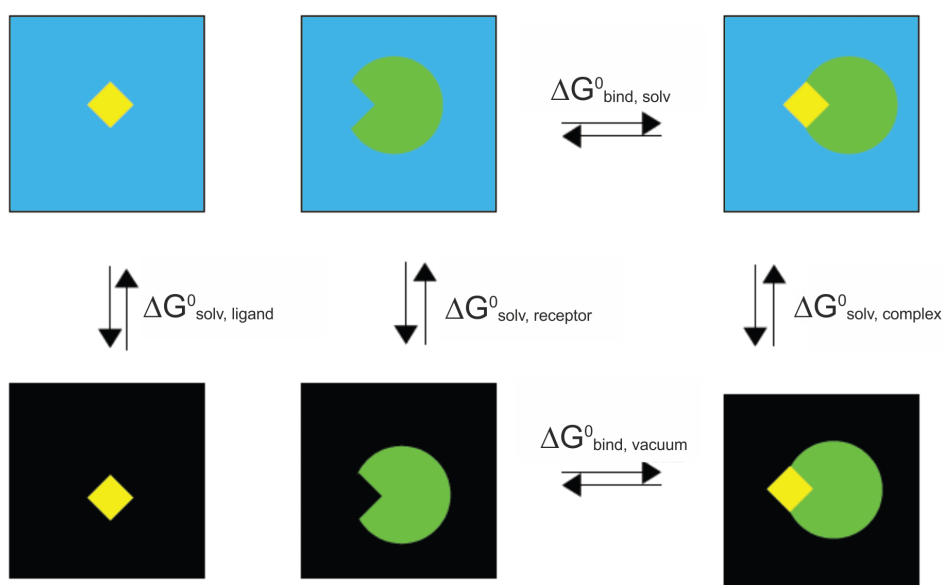 ΔG⁰bind, solv
ΔG⁰solv, ligand
ΔG⁰solv, receptor
ΔG⁰solv, complex
ΔG⁰bind, vacuum